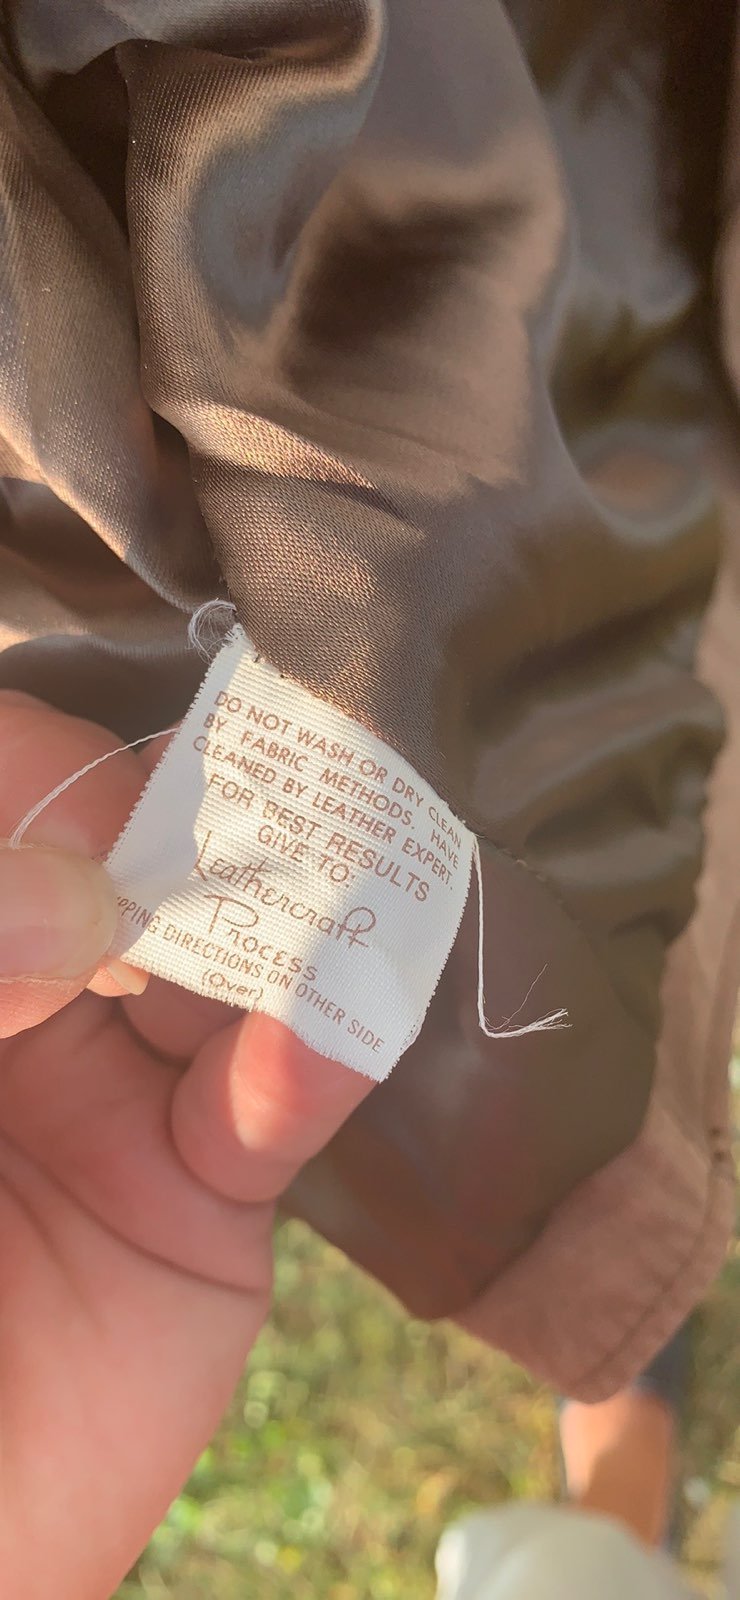 DO NOT WASH OR DRY CLEAN
BY FABRIC METHODS. HAVE
CLEANED BY LEATHER EXPERT.
FOR BEST RESULTS
GIVE TO:
Leathercraft
Process
DIRECTIONS ON OTHER SIDE
(Over)